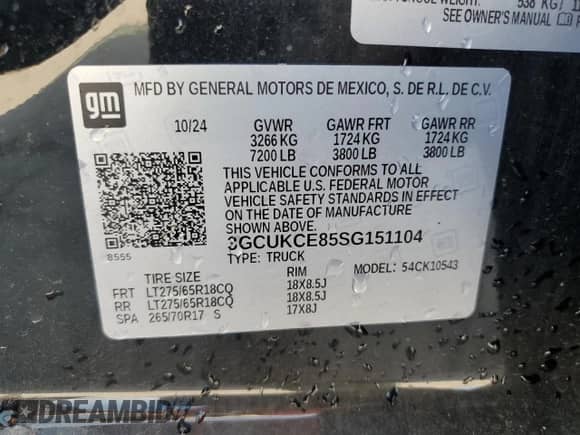 538 KG/ 11
SEE OWNER'S MANUAL
gm
MFD BY GENERAL MOTORS DE MEXICO, S. DE R.L. DE C.V.
10/24 GVWR GAWR FRT GAWR RR
3266 KG 1724 KG 1724 KG
7200 LB 3800 LB 3800 LB
THIS VEHICLE CONFORMS TO ALL
APPLICABLE U.S. FEDERAL MOTOR
VEHICLE SAFETY STANDARDS IN EFFECT
ON THE DATE OF MANUFACTURE SHOWN ABOVE.
8555
3GCUKCE85SG151104
TYPE: TRUCK MODEL: 54CK10543
TIRE SIZE RIM
FRT LT275/65R18CQ 18X8.5J
RR LT275/65R18CQ 18X8.5J
SPA 265/70R17 S 17X8J
DREAMBID